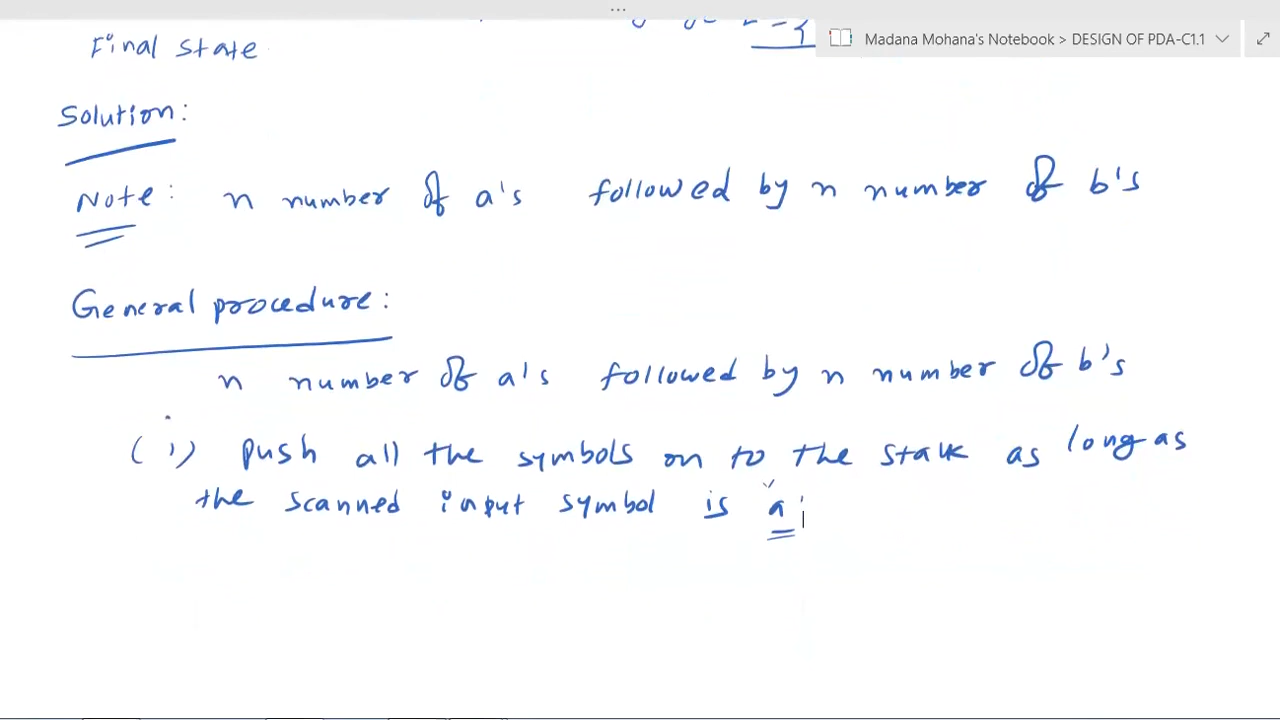 ...
Madana Mohana's Notebook > DESIGN OF PDA-C1.1
Final state
Solution:
Note: n number of a's followed by n number of b's
General procedure:
n number of a's followed by n number of b's
(i) push all the symbols on to the stack as long as
the scanned input symbol is 'a'